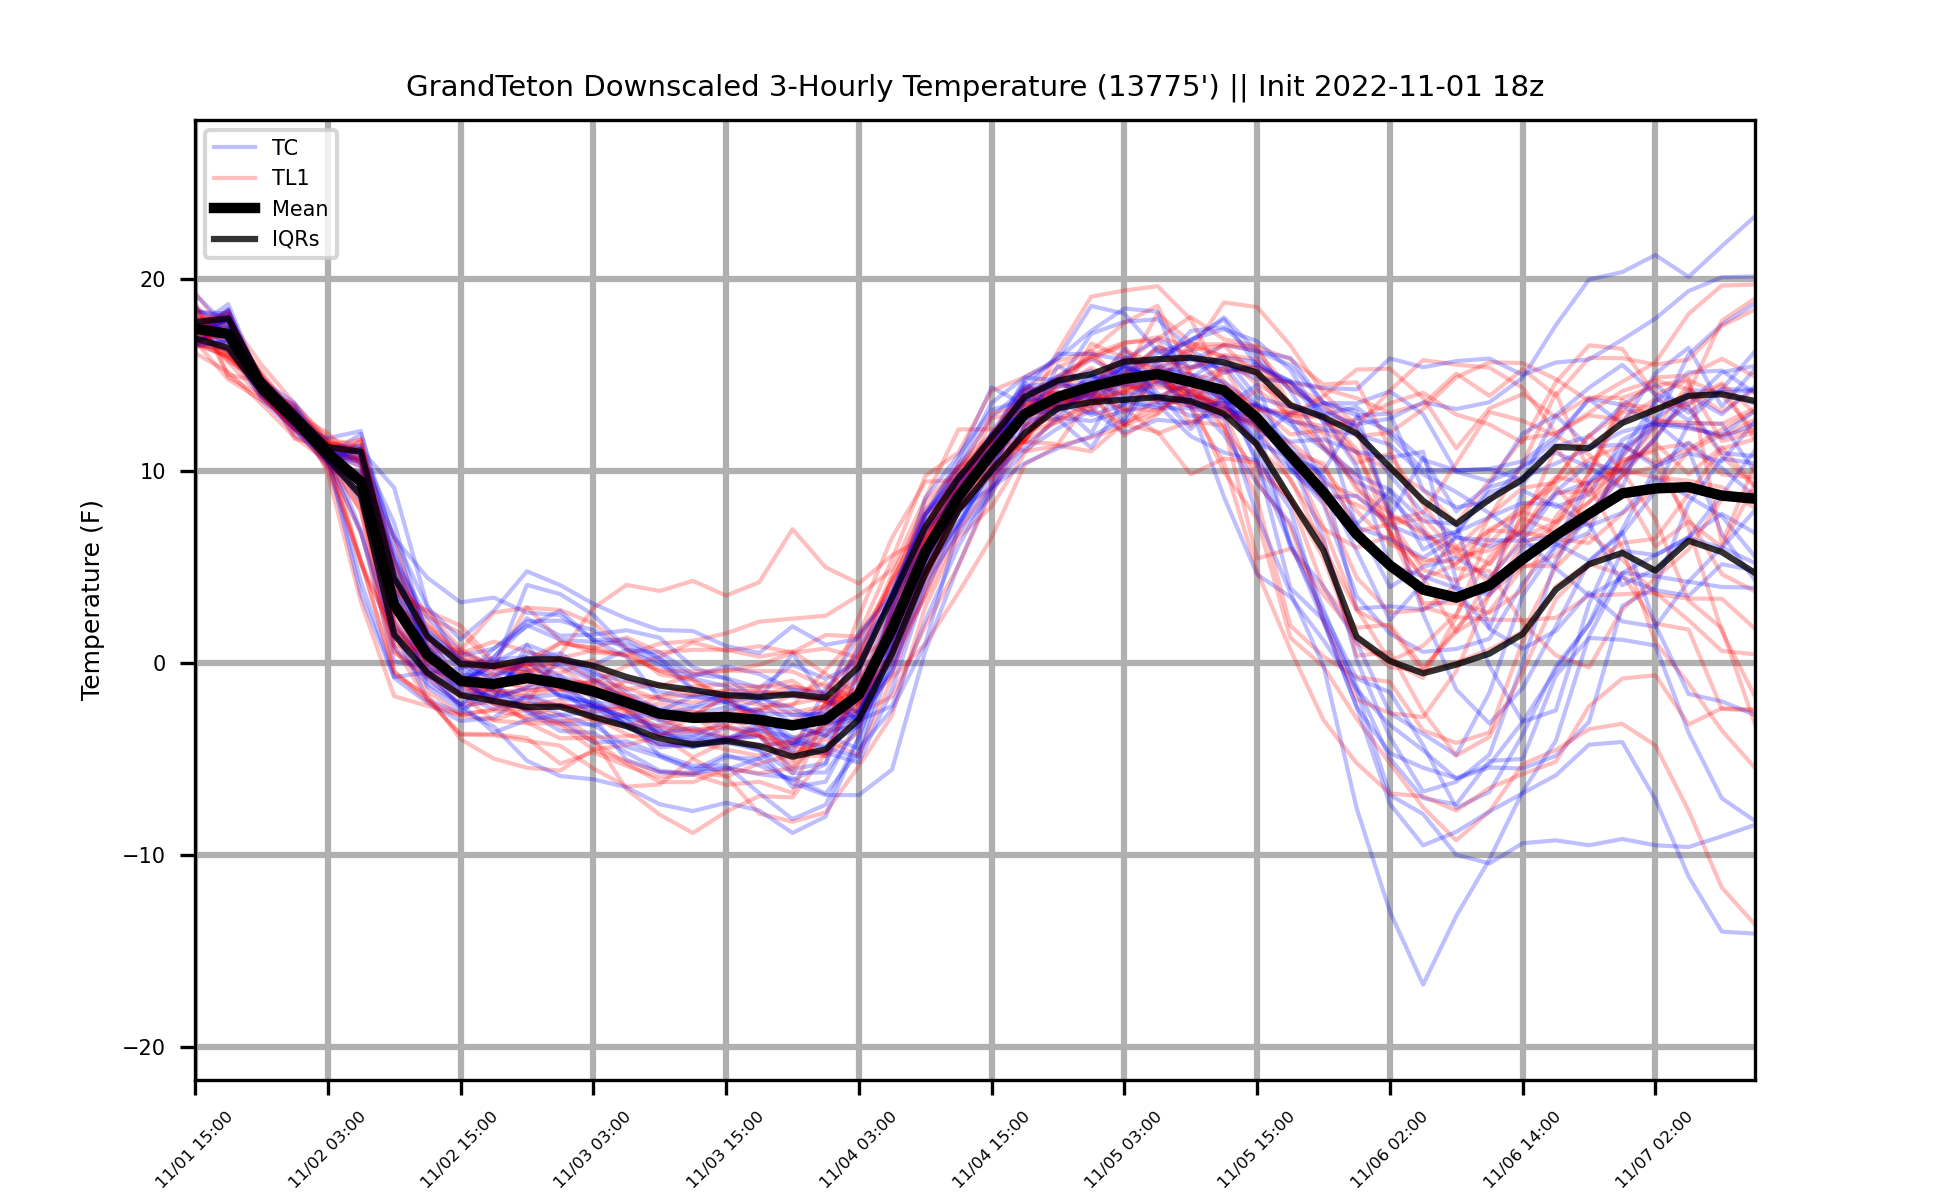 GrandTeton Downscaled 3-Hourly Temperature (13775') || Init 2022-11-01 18z
TC
TL1
Mean
IQRs
Temperature (F)
20
10
0
−10
−20
11/01 15:00
11/02 03:00
11/02 15:00
11/03 03:00
11/03 15:00
11/04 03:00
11/04 15:00
11/05 03:00
11/05 15:00
11/06 02:00
11/06 14:00
11/07 02:00